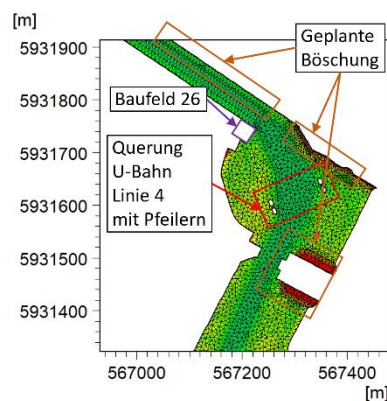 [m]
5931900
5931800
5931700
5931600
5931500
5931400
Geplante
Böschung
Baufeld 26
Querung
U-Bahn
Linie 4
mit Pfeilern
567000
567200
567400
[m]